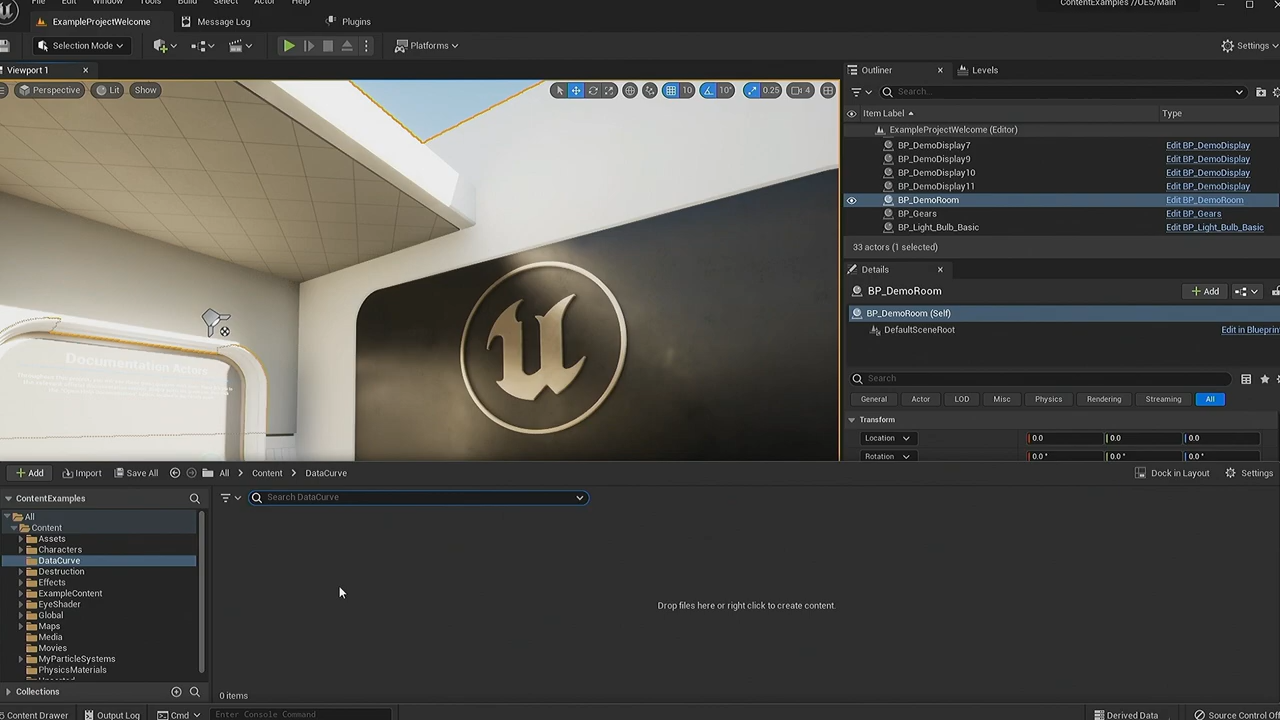 File Edit Window Tools Build Select Actor Help
ContentExamples //UE5/Main
ExampleProjectWelcome Message Log Plugins
Selection Mode Platforms Settings
Viewport 1
Outliner Levels
Perspective Lit Show 10 10° 0.25 4
Search...
Item Label Type
ExampleProjectWelcome (Editor)
BP_DemoDisplay7 Edit BP_DemoDisplay
BP_DemoDisplay9 Edit BP_DemoDisplay
BP_DemoDisplay10 Edit BP_DemoDisplay
BP_DemoDisplay11 Edit BP_DemoDisplay
BP_DemoRoom Edit BP_DemoRoom
BP_Gears Edit BP_Gears
BP_Light_Bulb_Basic Edit BP_Light_Bulb_Basic
33 actors (1 selected)
Details
BP_DemoRoom Add
BP_DemoRoom (Self)
DefaultSceneRoot Edit in Blueprin
Search
General Actor LOD Misc Physics Rendering Streaming All
Transform
Location 0.0 0.0 0.0
Rotation 0.0° 0.0° 0.0°
Documentation Actors
Add Import Save All All Content DataCurve Dock in Layout Settings
ContentExamples
Search DataCurve
All
Content
Assets
Characters
DataCurve
Destruction
Effects
ExampleContent
EyeShader
Global
Maps
Media
Movies
MyParticleSystems
PhysicsMaterials
Drop files here or right click to create content.
Collections
0 items
Content Drawer Output Log Cmd Enter Console Command Derived Data Source Control Off